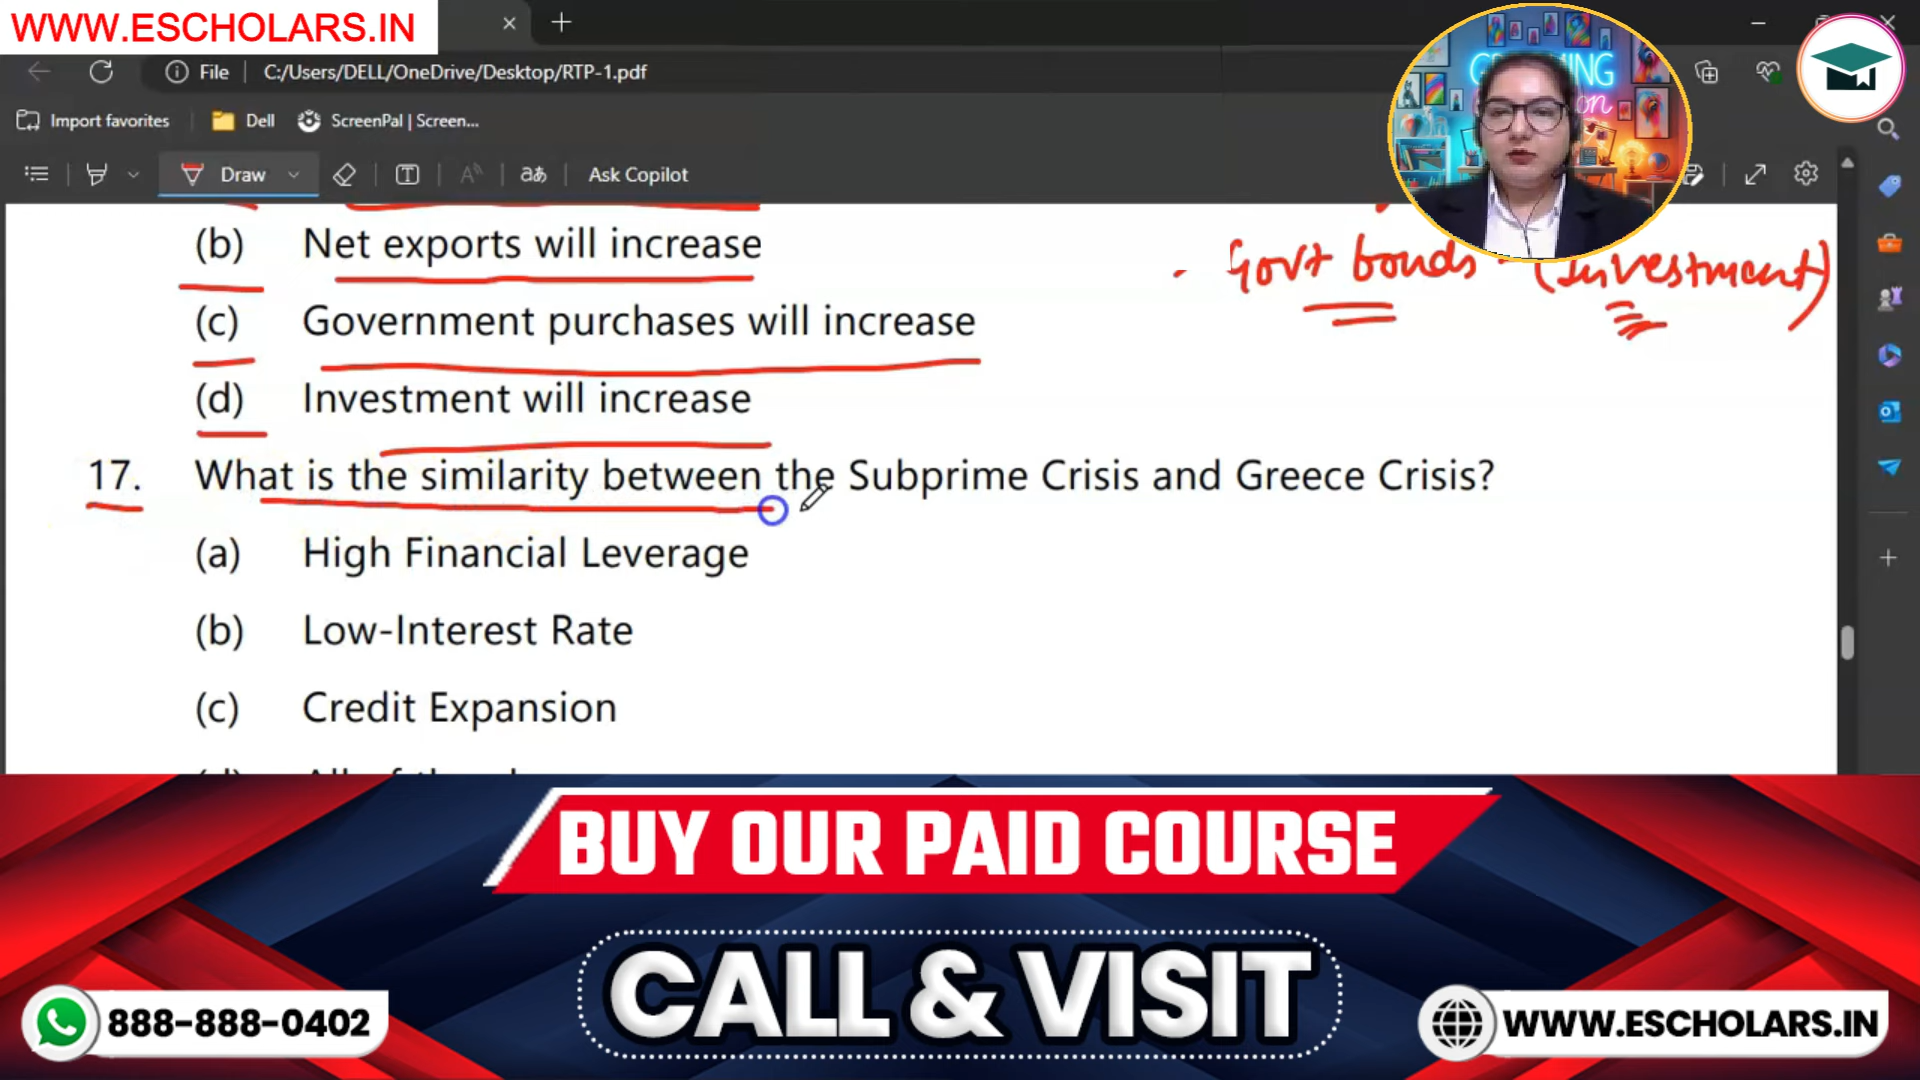 WWW.ESCHOLARS.IN
File C:/Users/DELL/OneDrive/Desktop/RTP-1.pdf
Import favorites Dell ScreenPal | Screen...
Draw Ask Copilot
(b) Net exports will increase
Govt bonds - (Investment)
(c) Government purchases will increase
(d) Investment will increase
17. What is the similarity between the Subprime Crisis and Greece Crisis?
(a) High Financial Leverage
(b) Low-Interest Rate
(c) Credit Expansion
BUY OUR PAID COURSE
CALL & VISIT
888-888-0402
WWW.ESCHOLARS.IN